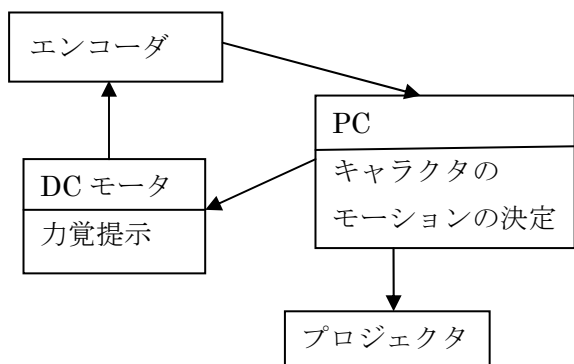 エンコーダ
PC
キャラクタの
モーションの決定
DC モータ
力覚提示
プロジェクタ